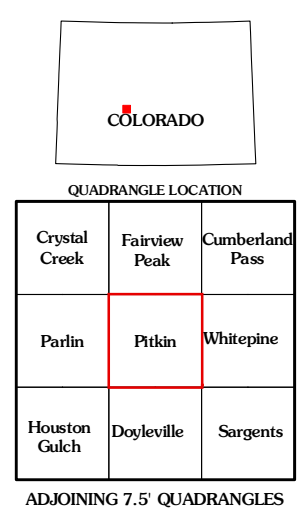 COLORADO
QUADRANGLE LOCATION
Crystal
Creek
Fairview
Peak
Cumberland
Pass
Parlin
Pitkin
Whitepine
Houston
Gulch
Doyleville
Sargents
ADJOINING 7.5' QUADRANGLES